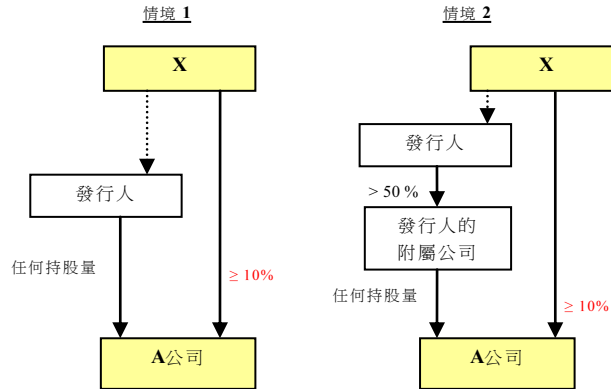 情境 1
X
發行人
任何持股量
≥ 10%
A公司
情境 2
X
發行人
> 50 %
發行人的
附屬公司
任何持股量
≥ 10%
A公司